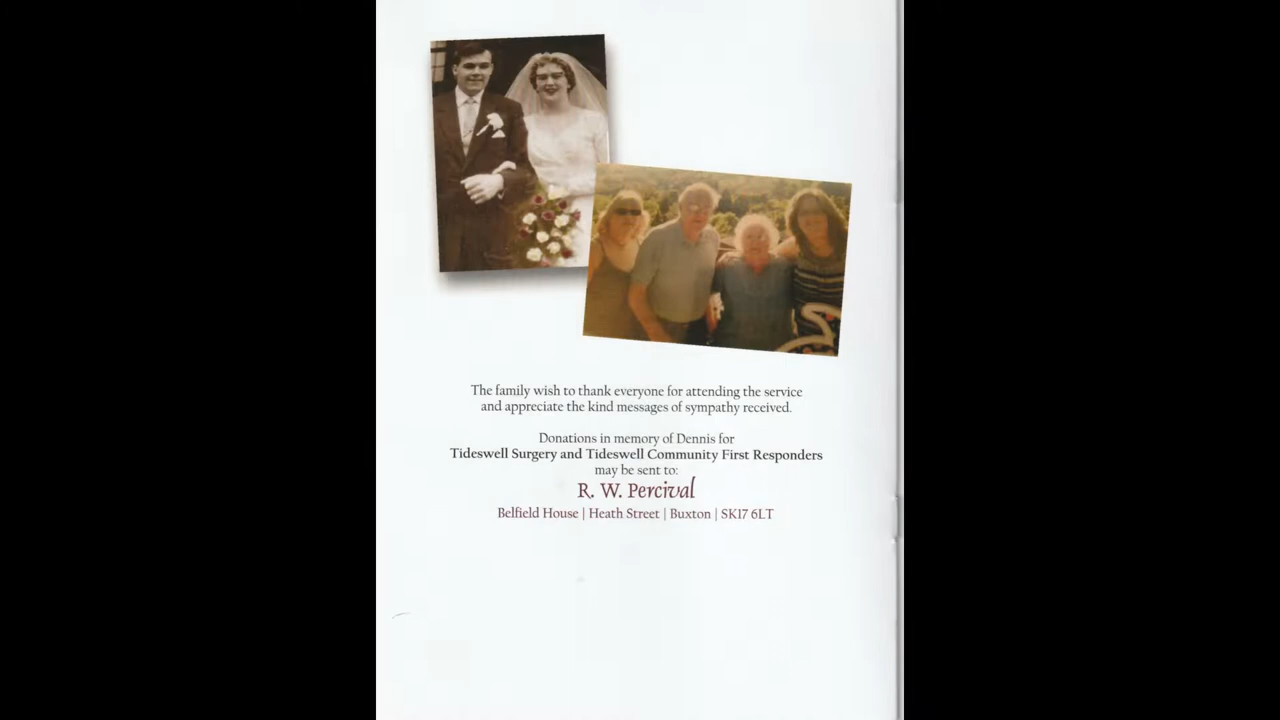 The family wish to thank everyone for attending the service
and appreciate the kind messages of sympathy received.
Donations in memory of Dennis for
Tideswell Surgery and Tideswell Community First Responders
may be sent to:
R. W. Percival
Belfield House | Heath Street | Buxton | SK17 6LT